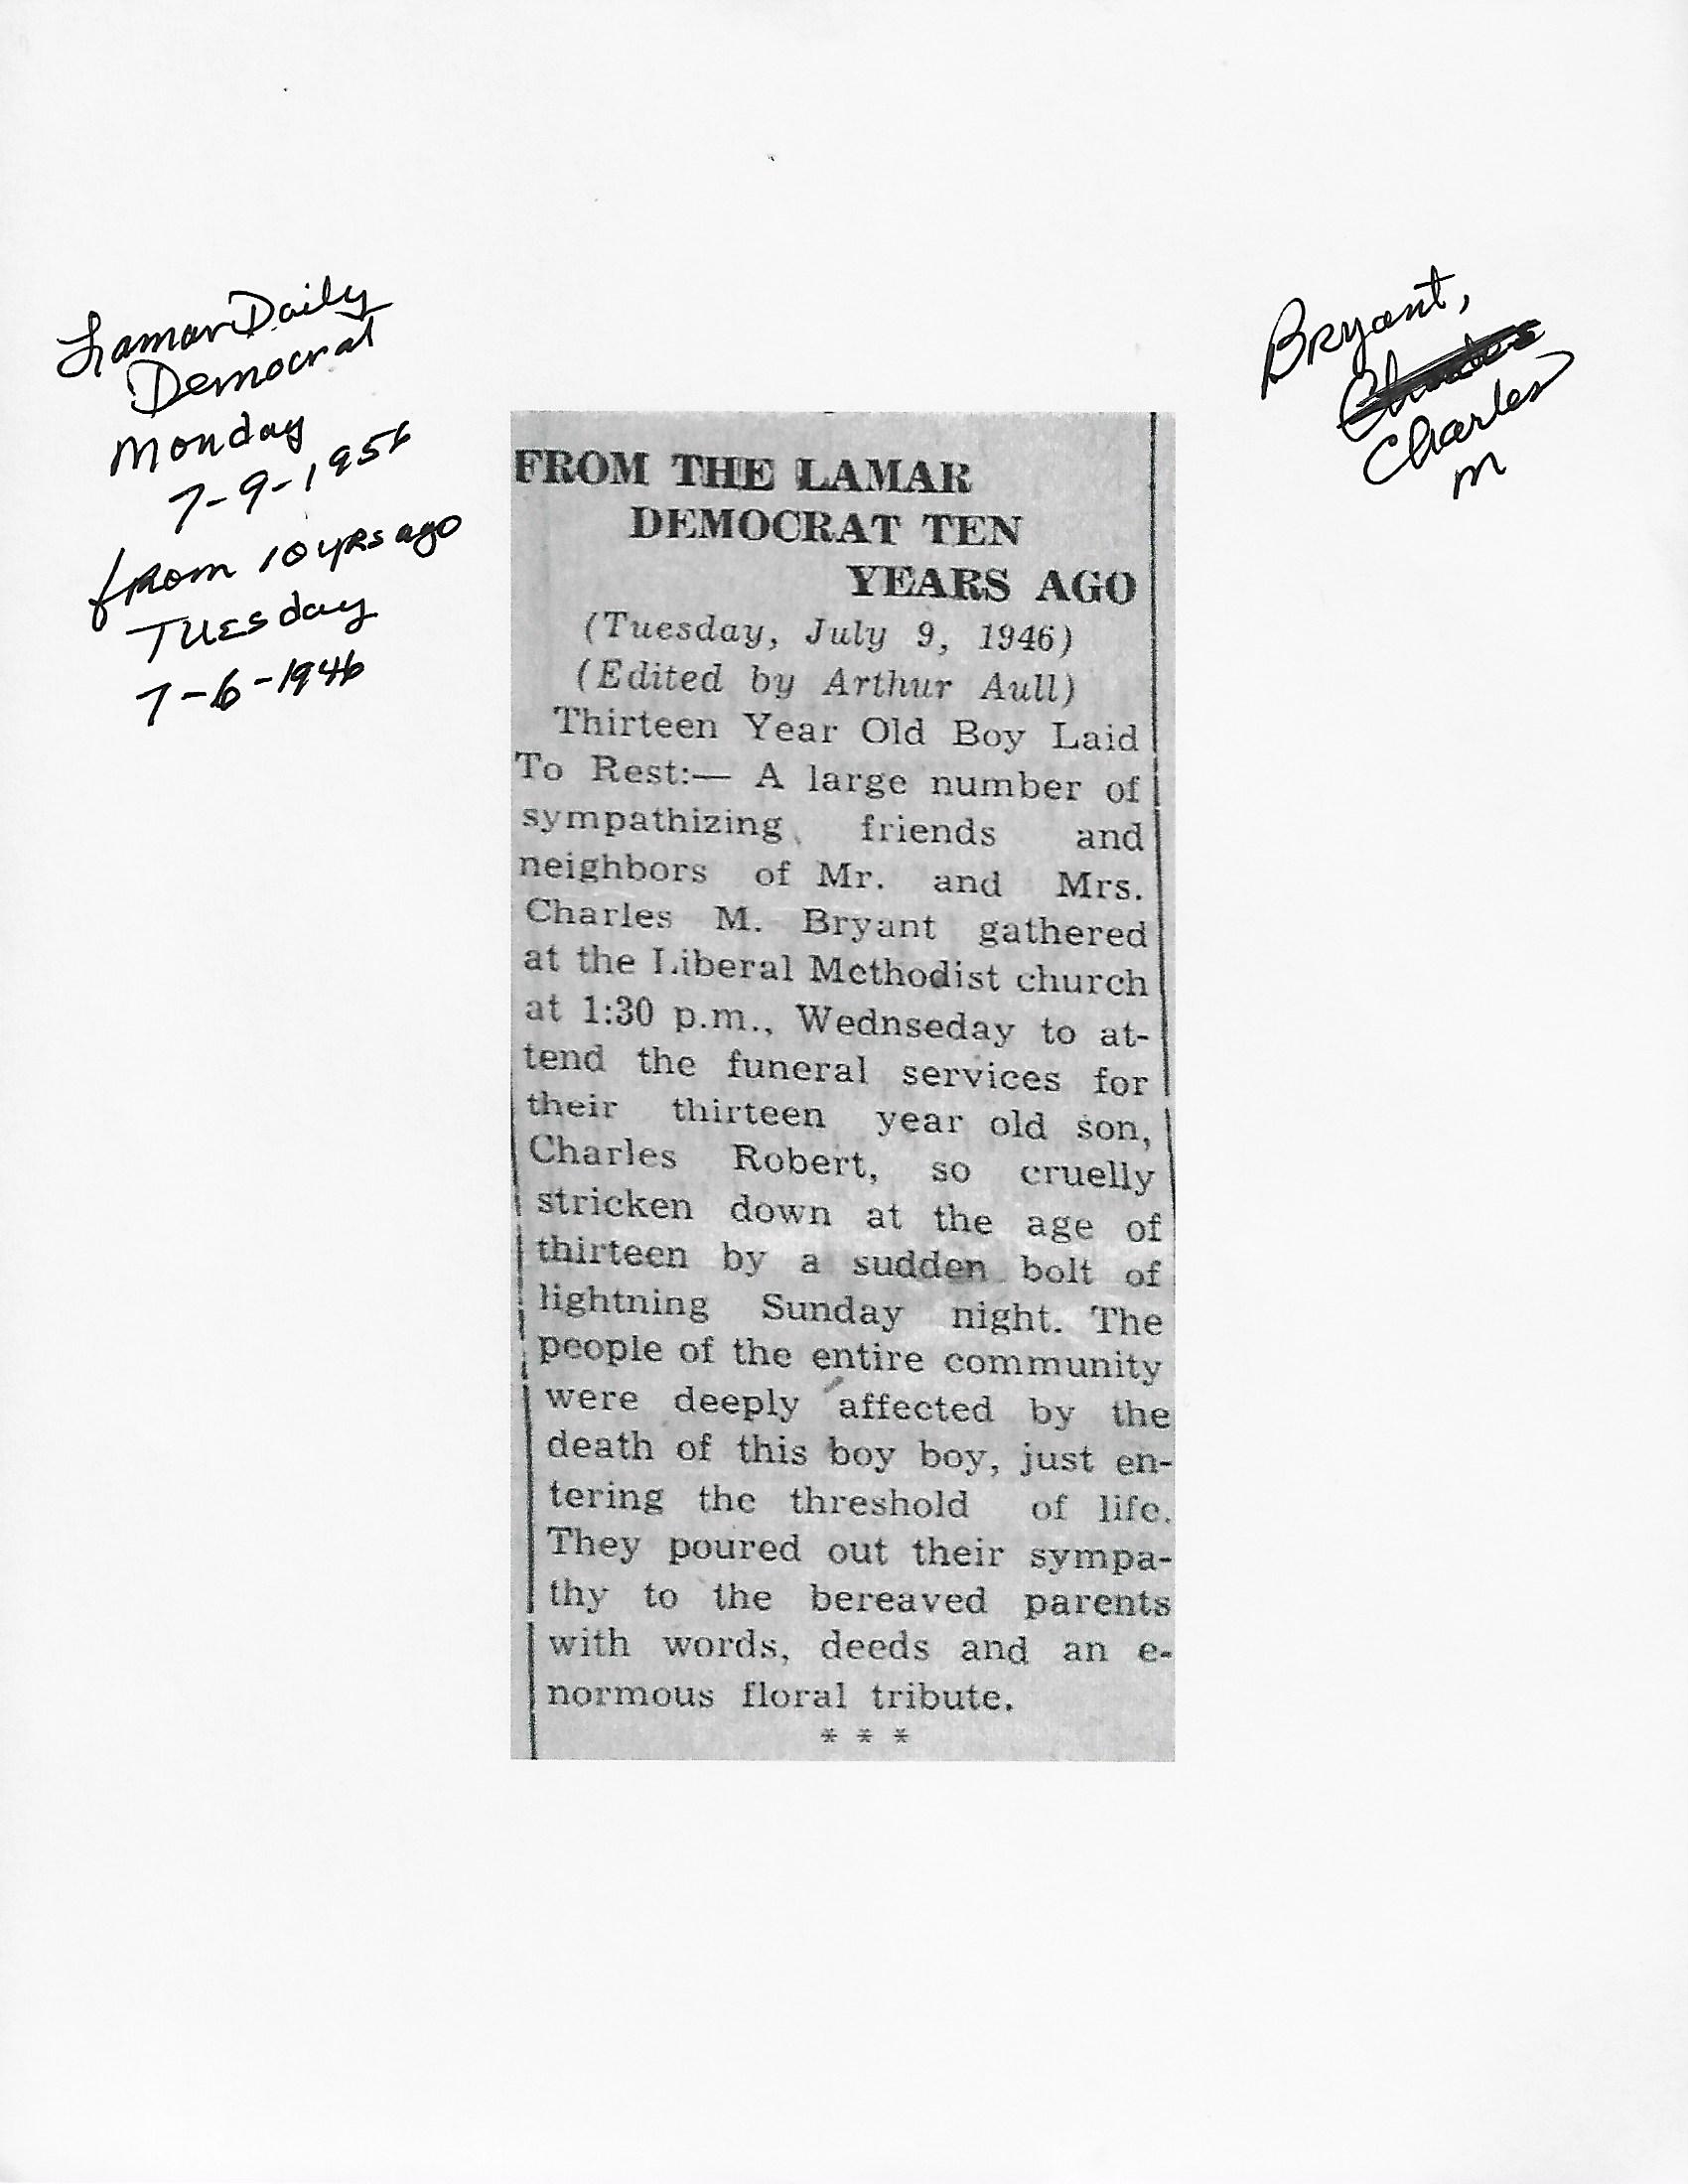 Lamar Daily
Democrat
Monday
7-9-1956
from 10 yrs ago
Tuesday
7-6-1946
Bryant,
Charles
M
FROM THE LAMAR
DEMOCRAT TEN
YEARS AGO
(Tuesday, July 9, 1946)
(Edited by Arthur Aull)
Thirteen Year Old Boy Laid
To Rest:— A large number of
sympathizing friends and
neighbors of Mr. and Mrs.
Charles M. Bryant gathered
at the Liberal Methodist church
at 1:30 p.m., Wednseday to at-
tend the funeral services for
their thirteen year old son,
Charles Robert, so cruelly
stricken down at the age of
thirteen by a sudden bolt of
lightning Sunday night. The
people of the entire community
were deeply affected by the
death of this boy boy, just en-
tering the threshold of life.
They poured out their sympa-
thy to the bereaved parents
with words, deeds and an e-
normous floral tribute.
* * *